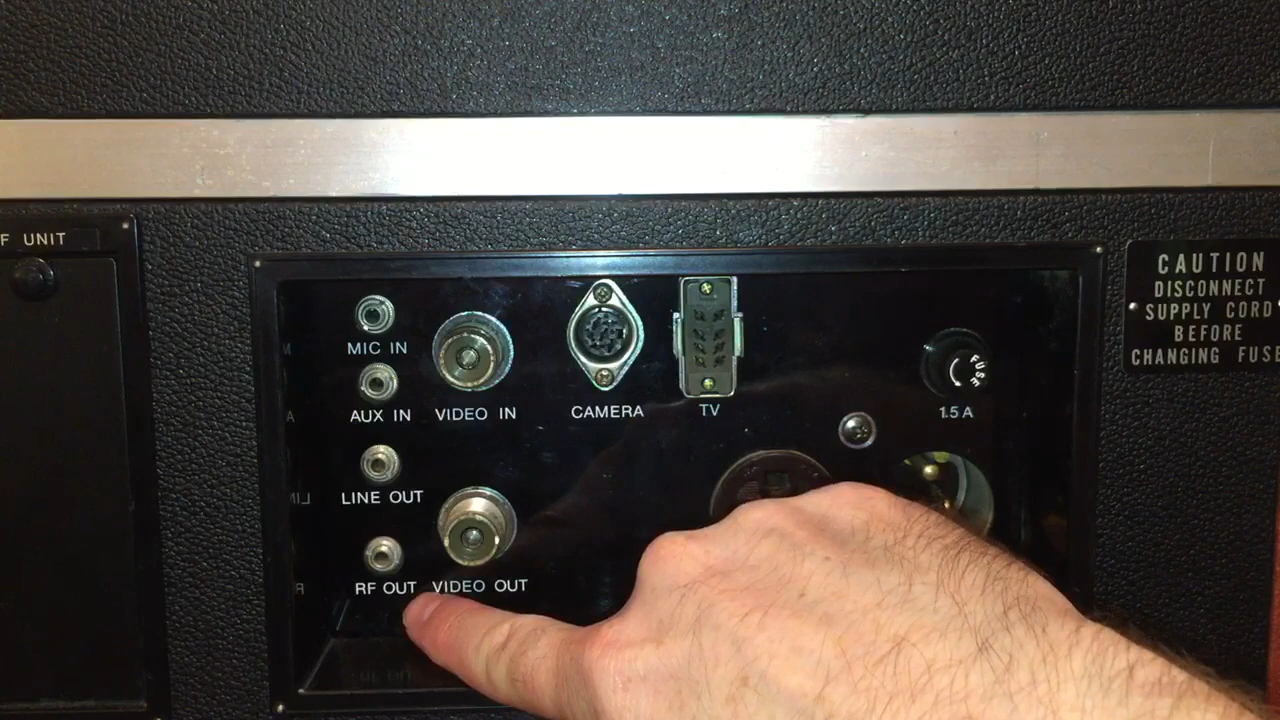 F UNIT
MIC IN
AUX IN
VIDEO IN
CAMERA
TV
FUSE
1.5 A
LINE OUT
RF OUT
VIDEO OUT
CAUTION
DISCONNECT
SUPPLY CORD
BEFORE
CHANGING FUSE